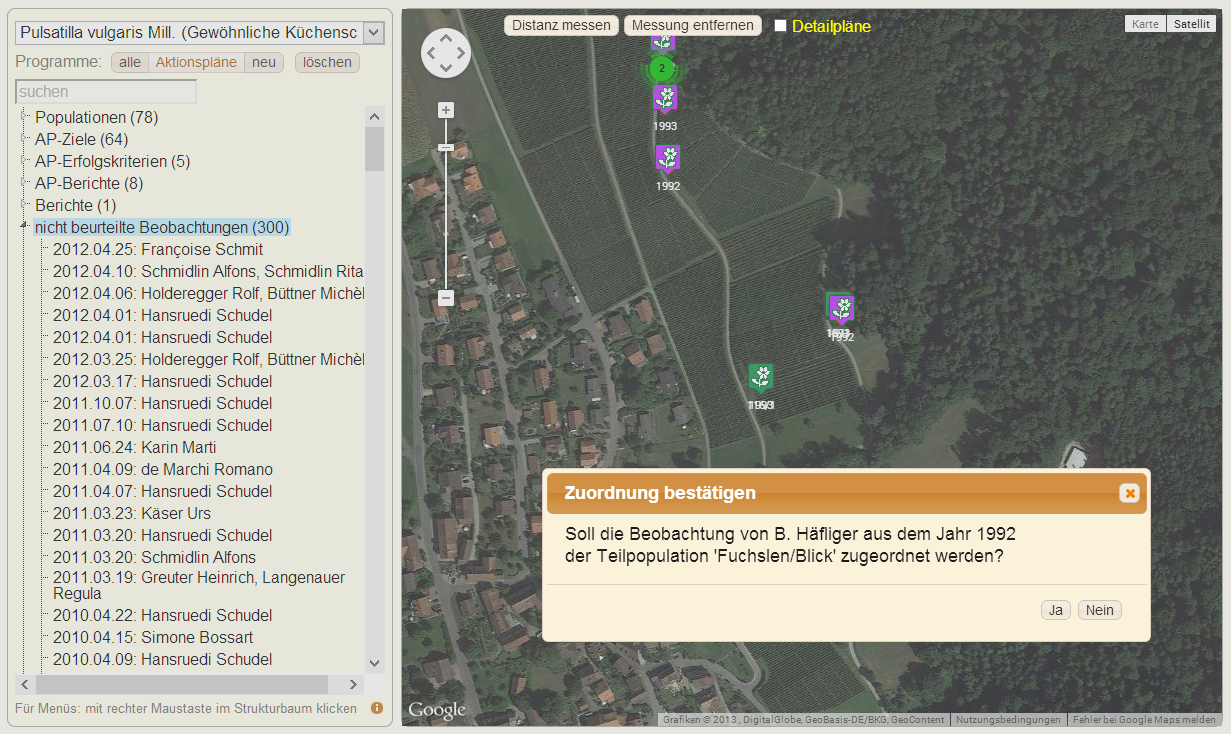 Pulsatilla vulgaris Mill. (Gewöhnliche Küchensc
Programme: alle Aktionspläne neu löschen
suchen
Populationen (78)
AP-Ziele (64)
AP-Erfolgskriterien (5)
AP-Berichte (8)
Berichte (1)
nicht beurteilte Beobachtungen (300)
2012.04.25: Françoise Schmit
2012.04.10: Schmidlin Alfons, Schmidlin Rita
2012.04.06: Holderegger Rolf, Büttner Michèl
2012.04.01: Hansruedi Schudel
2012.04.01: Hansruedi Schudel
2012.03.25: Holderegger Rolf, Büttner Michèl
2012.03.17: Hansruedi Schudel
2011.10.07: Hansruedi Schudel
2011.07.10: Hansruedi Schudel
2011.06.24: Karin Marti
2011.04.09: de Marchi Romano
2011.04.07: Hansruedi Schudel
2011.03.23: Käser Urs
2011.03.20: Hansruedi Schudel
2011.03.20: Schmidlin Alfons
2011.03.19: Greuter Heinrich, Langenauer
Regula
2010.04.22: Hansruedi Schudel
2010.04.15: Simone Bossart
2010.04.09: Hansruedi Schudel
Für Menüs: mit rechter Maustaste im Strukturbaum klicken
Distanz messen Messung entfernen Detailpläne
Karte Satellit
2
1993
1992
1992
Zuordnung bestätigen
Soll die Beobachtung von B. Häfliger aus dem Jahr 1992
der Teilpopulation 'Fuchslen/Blick' zugeordnet werden?
Ja Nein
Google
Grafiken © 2013 , DigitalGlobe, GeoBasis-DE/BKG, GeoContent Nutzungsbedingungen Fehler bei Google Maps melden